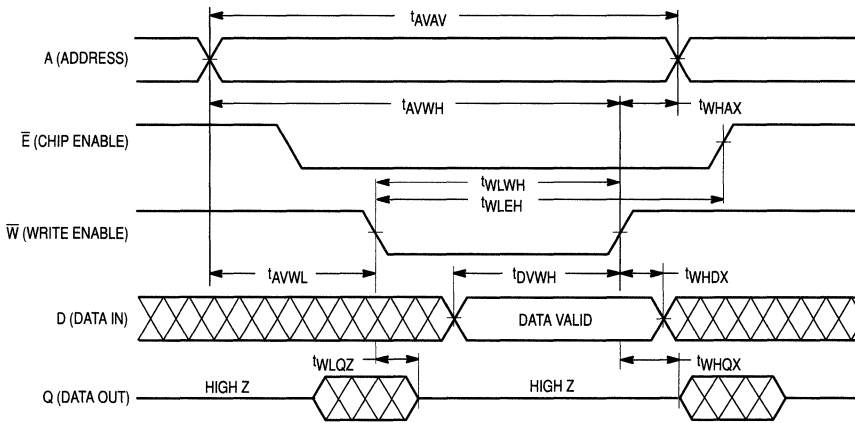 tAVAV
A (ADDRESS)
tAVWH
tWHAX
E̅ (CHIP ENABLE)
tWLWH
tWLEH
W̅ (WRITE ENABLE)
tAVWL
tDVWH
tWHDX
D (DATA IN)
DATA VALID
tWLQZ
tWHQX
Q (DATA OUT)
HIGH Z
HIGH Z